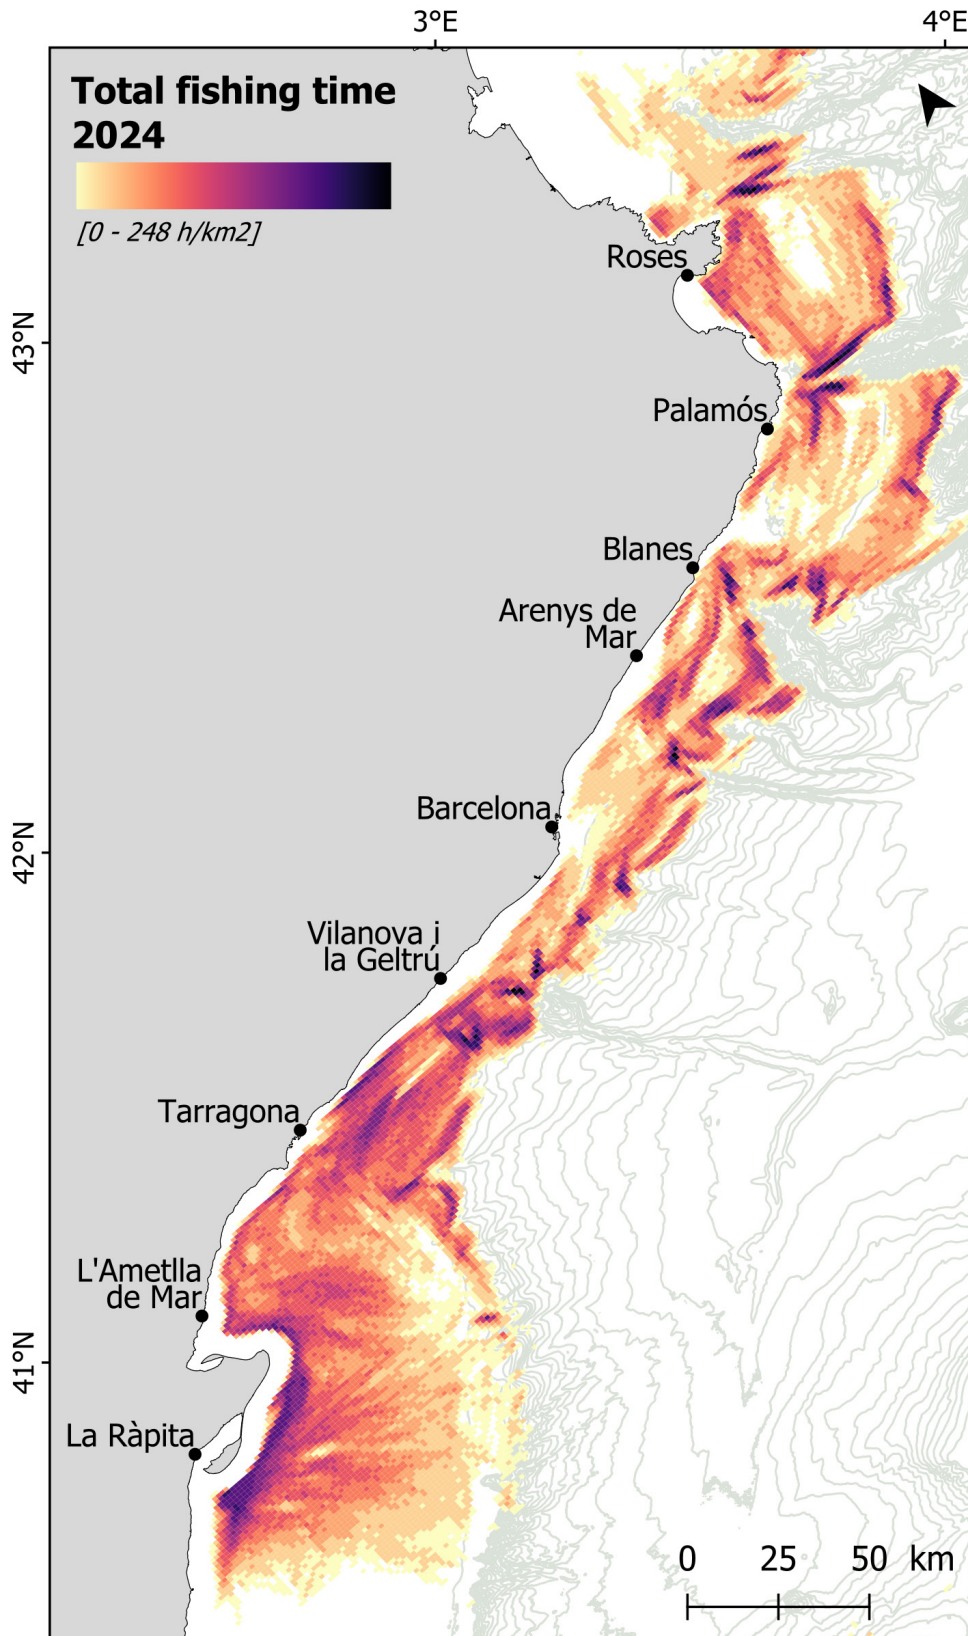 3°E
4°E
Total fishing time
2024
[0 - 248 h/km2]
Roses
43°N
Palamós
Blanes
Arenys de
Mar
Barcelona
42°N
Vilanova i
la Geltrú
Tarragona
L'Ametlla
de Mar
41°N
La Ràpita
0 25 50 km